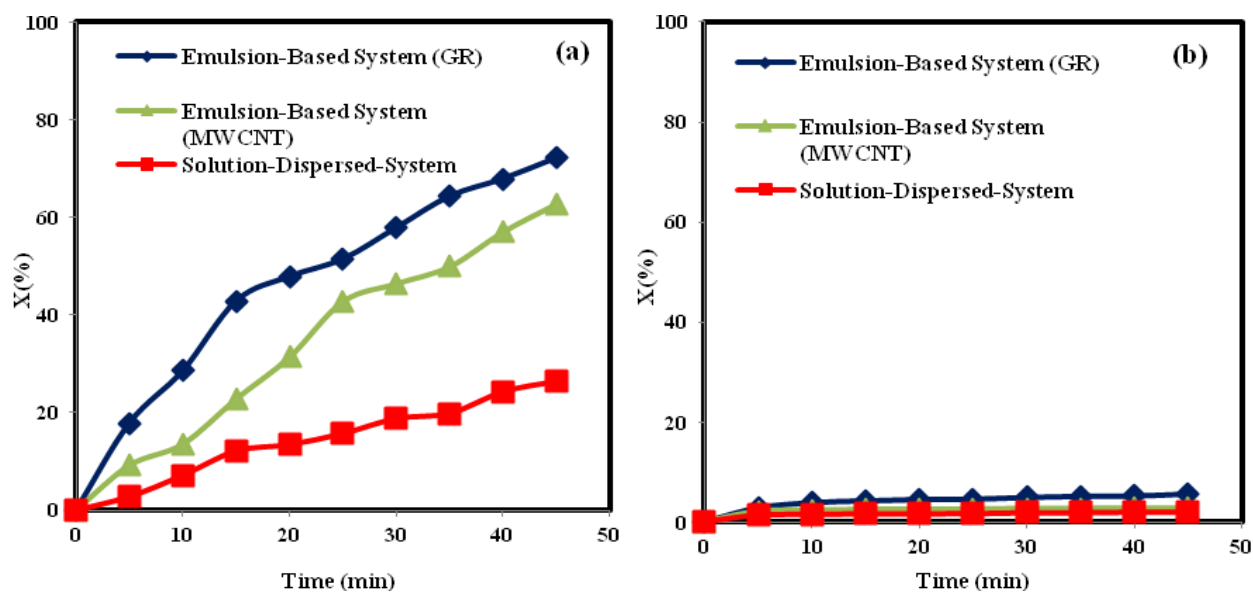 (a)
Emulsion-Based System (GR)
Emulsion-Based System
(MWCNT)
Solution-Dispersed-System
X(%)
100
80
60
40
20
0
0 10 20 30 40 50
Time (min)
(b)
Emulsion-Based System (GR)
Emulsion-Based System
(MWCNT)
Solution-Dispersed-System
X(%)
100
80
60
40
20
0
0 10 20 30 40 50
Time (min)